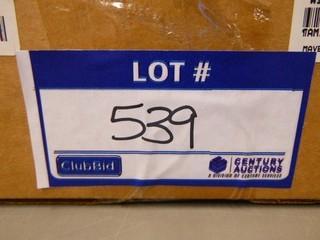 LOT #
539
ClubBid
CENTURY
AUCTIONS
A DIVISION OF CENTURY SERVICES